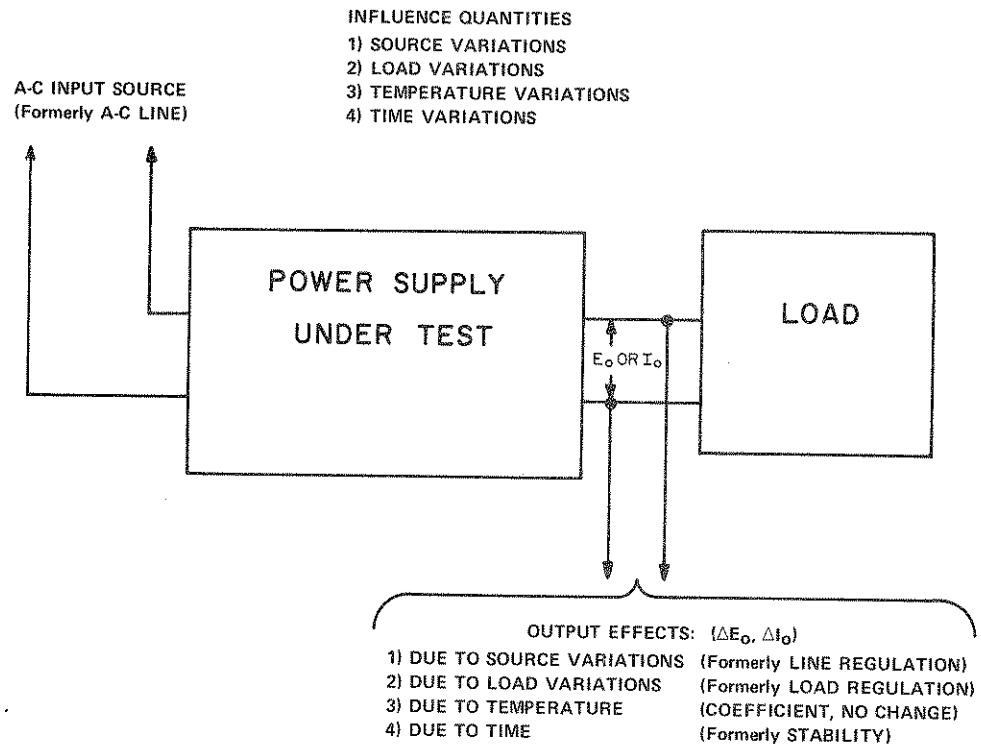 INFLUENCE QUANTITIES
1) SOURCE VARIATIONS
2) LOAD VARIATIONS
3) TEMPERATURE VARIATIONS
4) TIME VARIATIONS
A-C INPUT SOURCE
(Formerly A-C LINE)
POWER SUPPLY
UNDER TEST
Eo OR Io
LOAD
OUTPUT EFFECTS: (ΔEo, ΔIo)
1) DUE TO SOURCE VARIATIONS (Formerly LINE REGULATION)
2) DUE TO LOAD VARIATIONS (Formerly LOAD REGULATION)
3) DUE TO TEMPERATURE (COEFFICIENT, NO CHANGE)
4) DUE TO TIME (Formerly STABILITY)